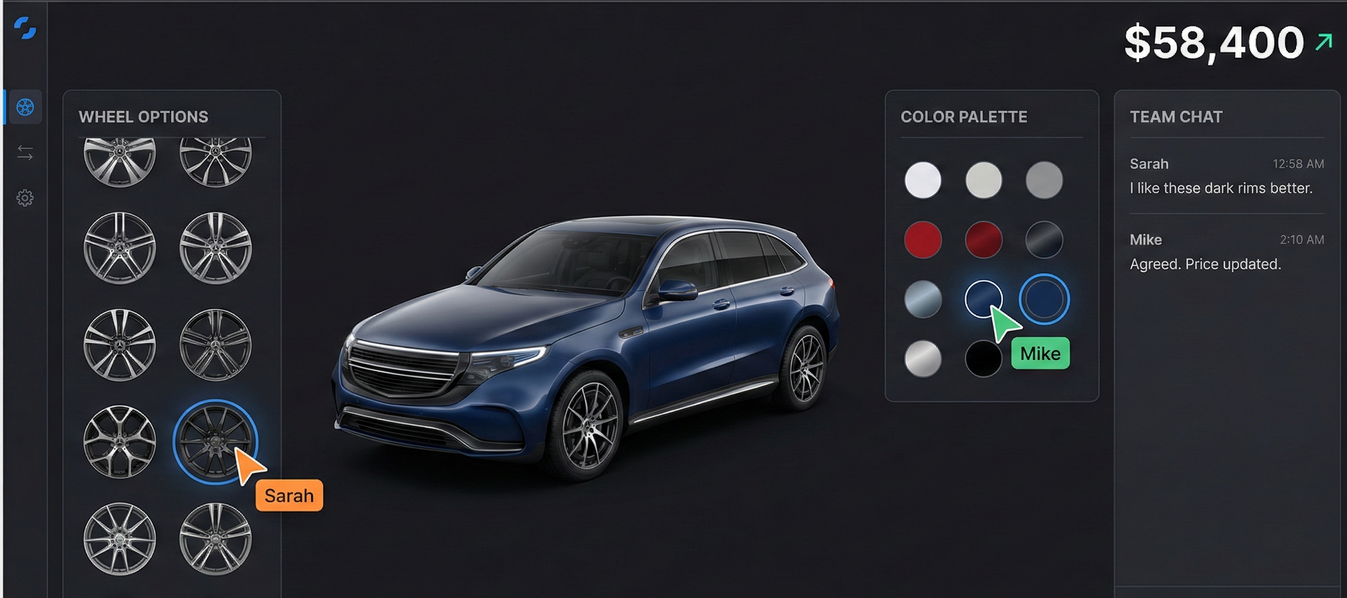 $58,400
WHEEL OPTIONS
Sarah
COLOR PALETTE
Mike
TEAM CHAT
Sarah 12:58 AM
I like these dark rims better.
Mike 2:10 AM
Agreed. Price updated.